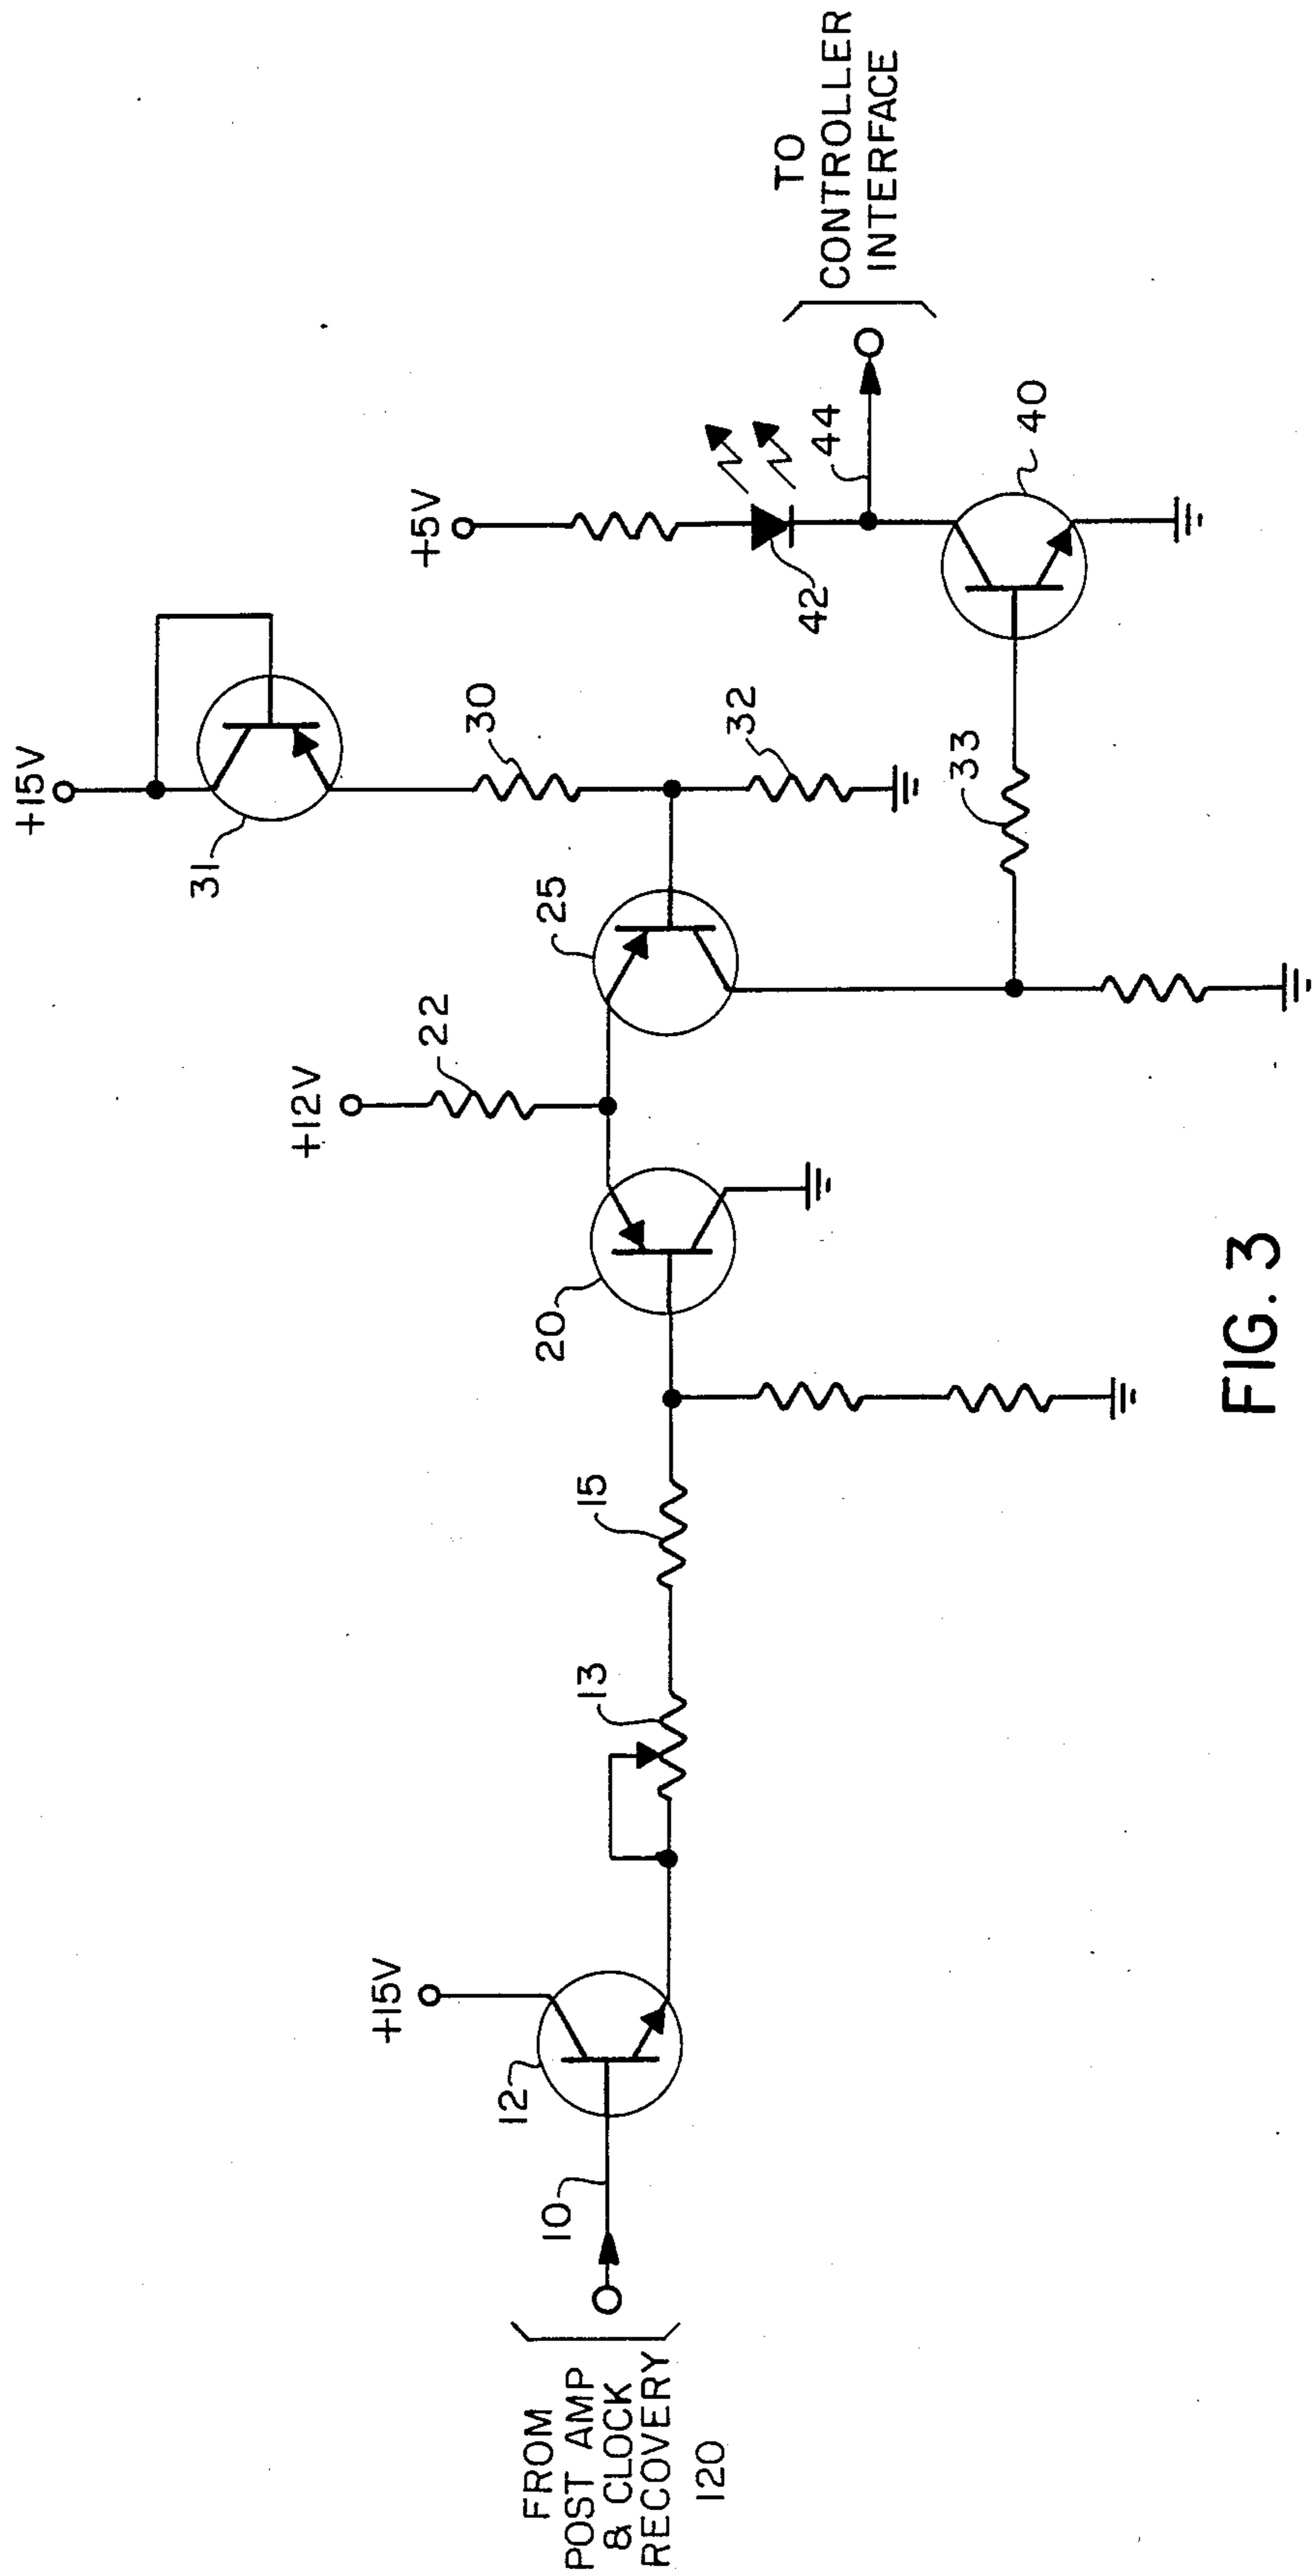 FROM
POST AMP
& CLOCK
RECOVERY
120
10
12
+15V
13
15
20
+12V
22
25
+15V
31
30
32
33
+5V
42
44
40
TO
CONTROLLER
INTERFACE
FIG. 3